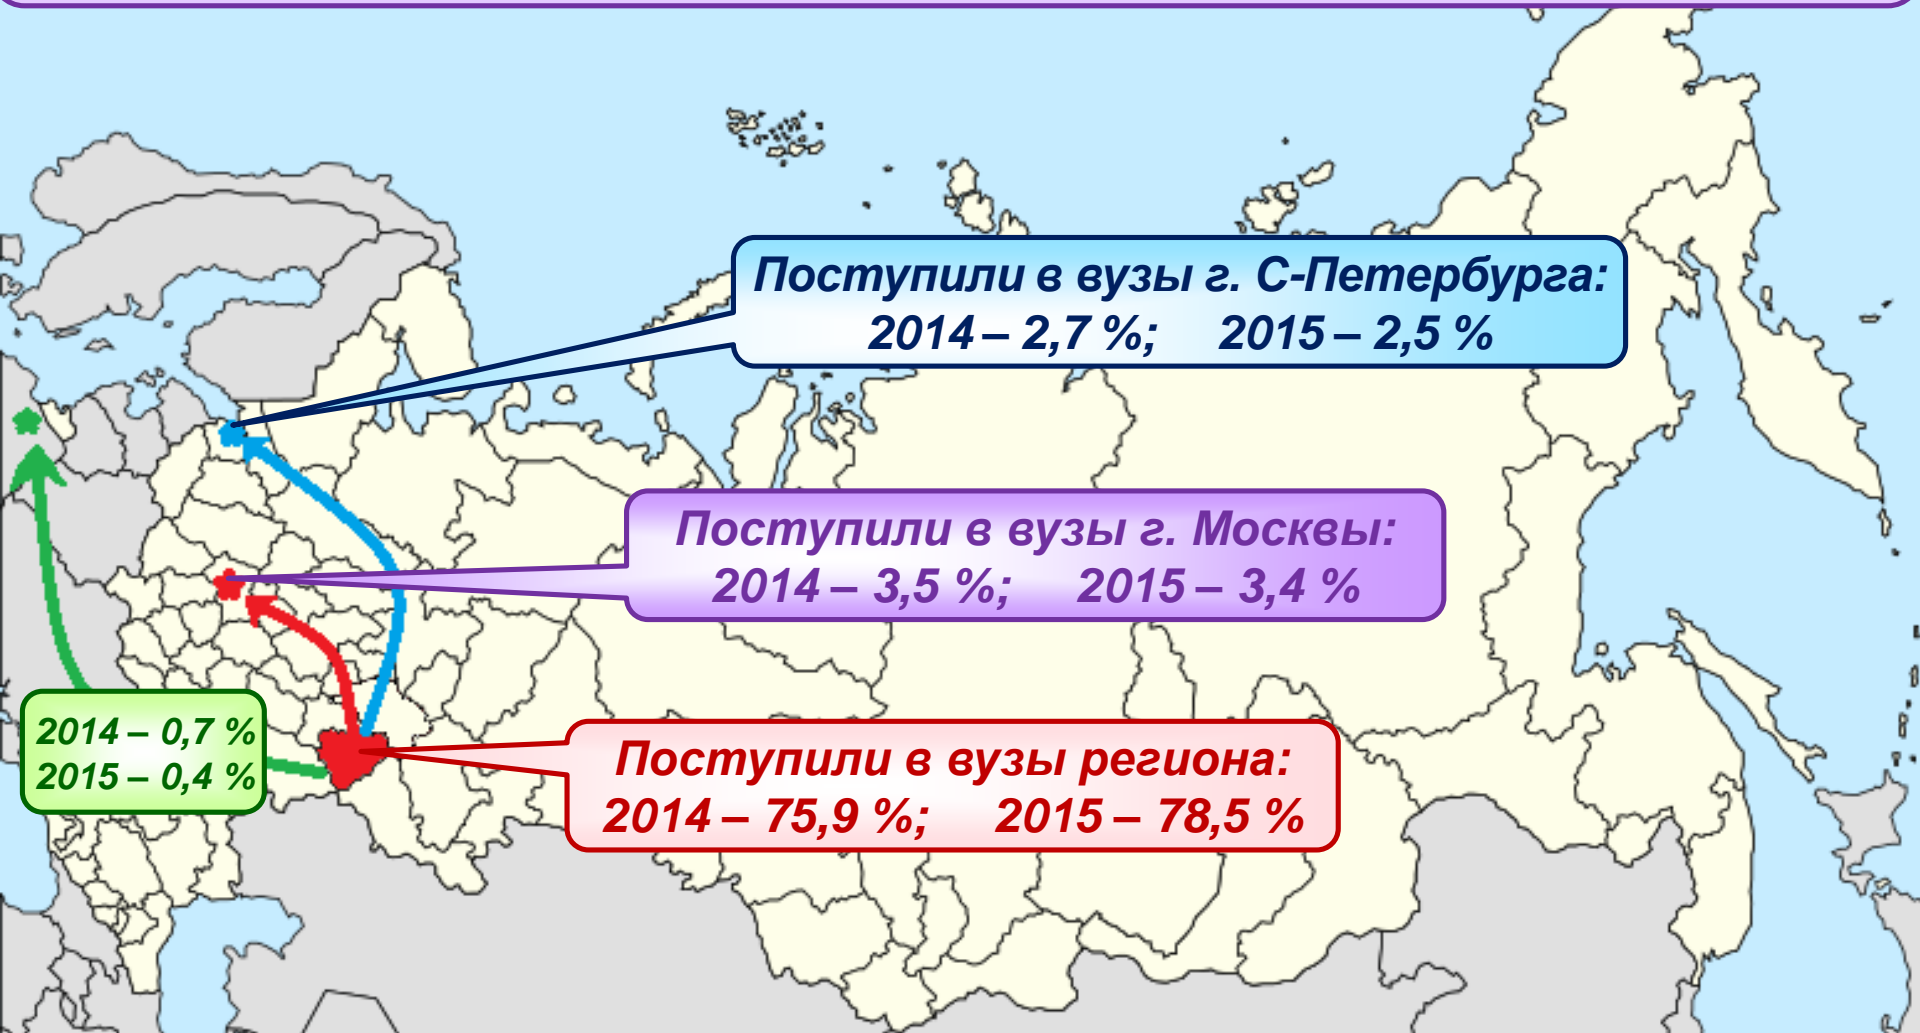 Поступили в вузы г. С-Петербурга:
2014 – 2,7 %; 2015 – 2,5 %
Поступили в вузы г. Москвы:
2014 – 3,5 %; 2015 – 3,4 %
2014 – 0,7 %
2015 – 0,4 %
Поступили в вузы региона:
2014 – 75,9 %; 2015 – 78,5 %